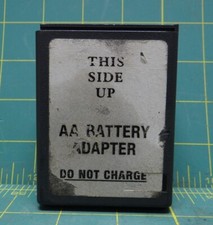 THIS
SIDE
UP
AA BATTERY
ADAPTER
DO NOT CHARGE